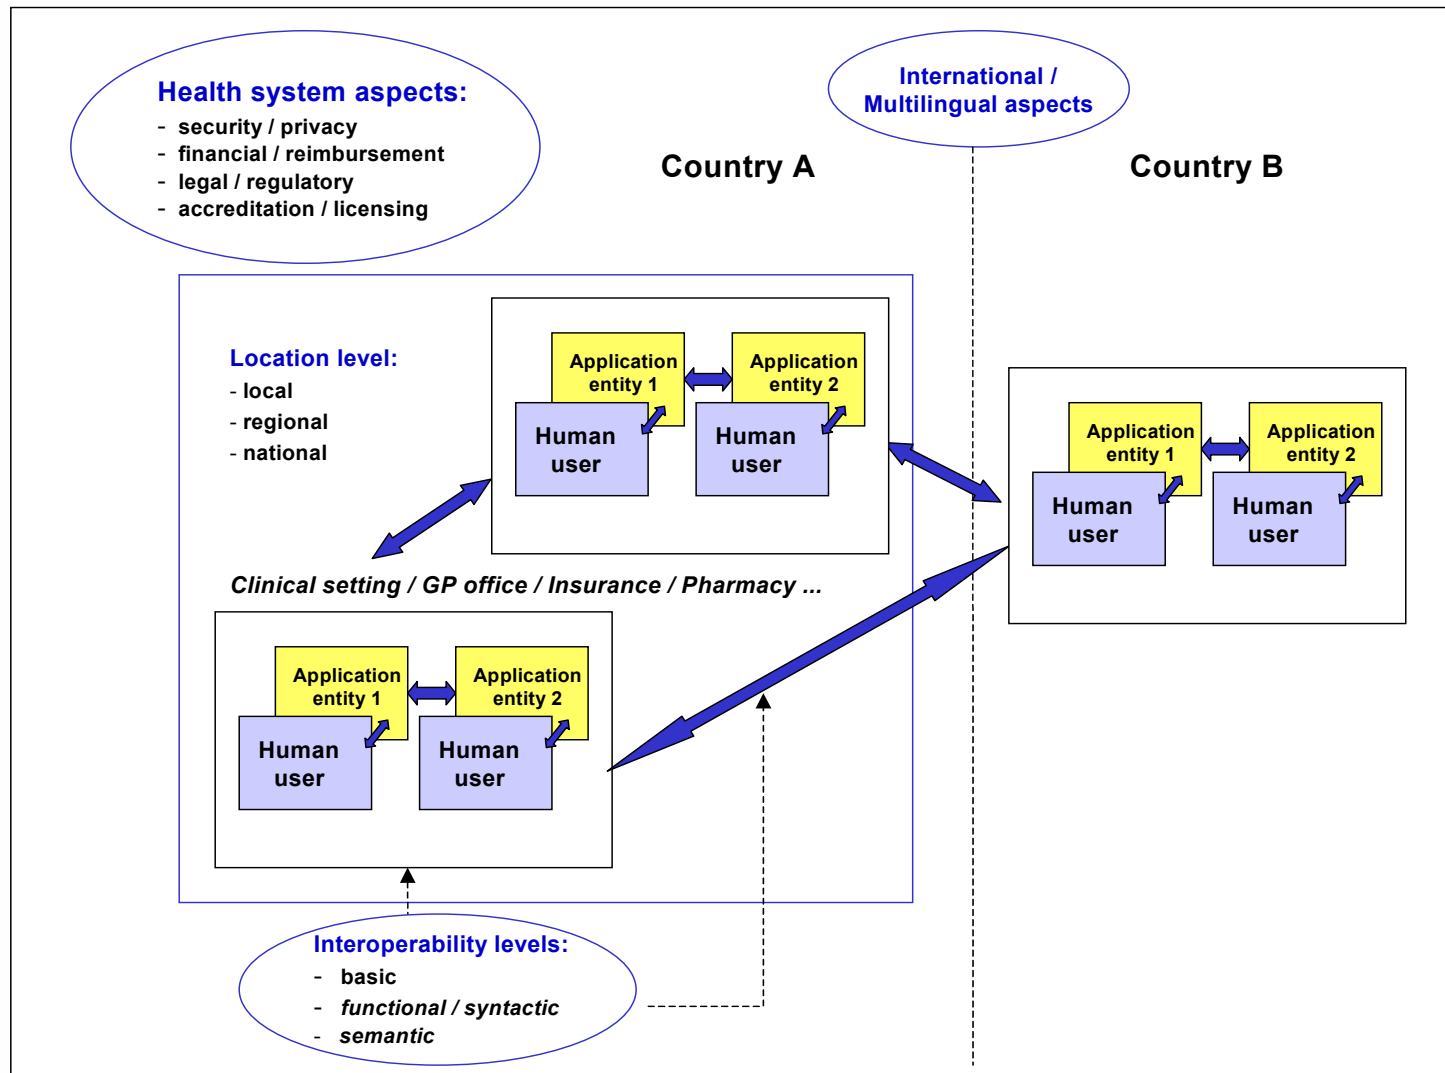 Health system aspects:
- security / privacy
- financial / reimbursement
- legal / regulatory
- accreditation / licensing
International /
Multilingual aspects
Country A
Country B
Location level:
- local
- regional
- national
Application
entity 1
Application
entity 2
Human
user
Human
user
Application
entity 1
Application
entity 2
Human
user
Human
user
Clinical setting / GP office / Insurance / Pharmacy ...
Application
entity 1
Application
entity 2
Human
user
Human
user
Interoperability levels:
- basic
- functional / syntactic
- semantic